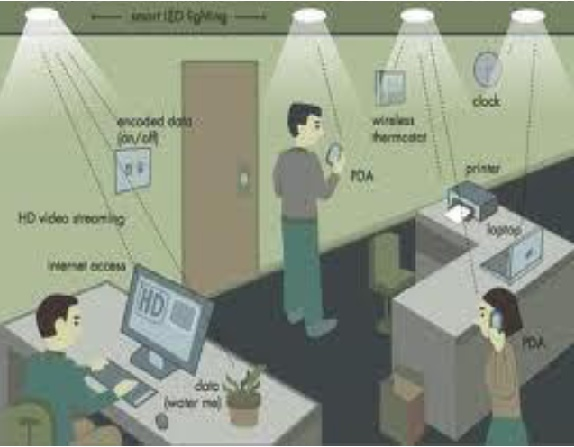 smart LED lighting
encoded data
(on/off)
clock
wireless
thermostat
PDA
printer
HD video streaming
laptop
internet access
HD
PDA
data
(water me)